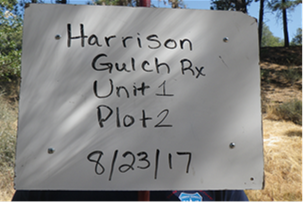 Harrison
Gulch Rx
Unit 1
Plot 2
8/23/17